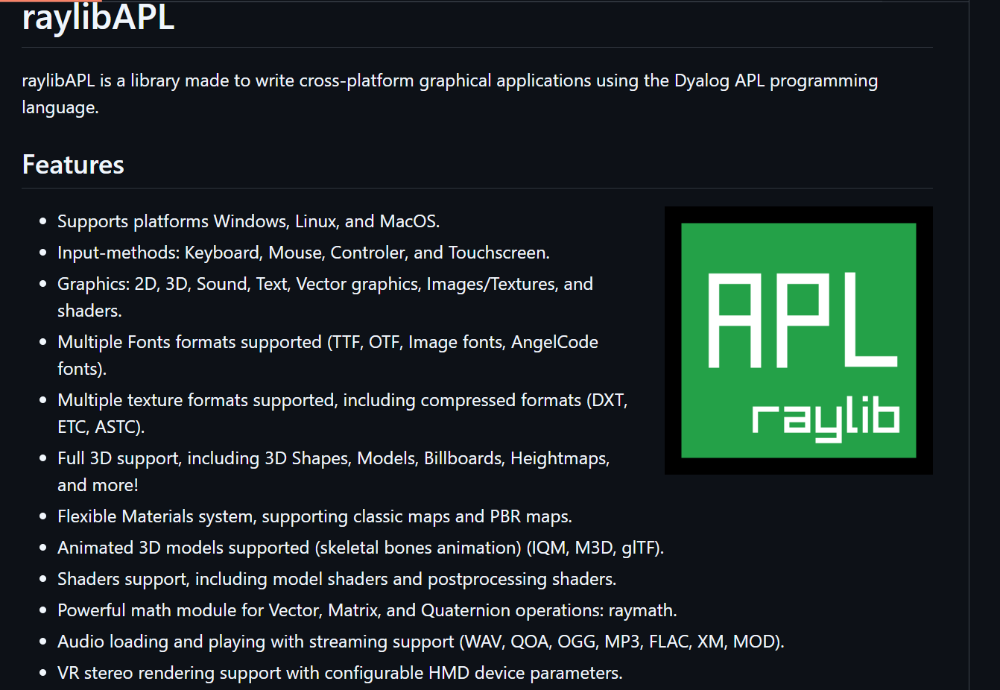 raylibAPL
raylibAPL is a library made to write cross-platform graphical applications using the Dyalog APL programming
language.
Features
Supports platforms Windows, Linux, and MacOS.
Input-methods: Keyboard, Mouse, Controler, and Touchscreen.
Graphics: 2D, 3D, Sound, Text, Vector graphics, Images/Textures, and
shaders.
Multiple Fonts formats supported (TTF, OTF, Image fonts, AngelCode
fonts).
Multiple texture formats supported, including compressed formats (DXT,
ETC, ASTC).
Full 3D support, including 3D Shapes, Models, Billboards, Heightmaps,
and more!
Flexible Materials system, supporting classic maps and PBR maps.
Animated 3D models supported (skeletal bones animation) (IQM, M3D, glTF).
Shaders support, including model shaders and postprocessing shaders.
Powerful math module for Vector, Matrix, and Quaternion operations: raymath.
Audio loading and playing with streaming support (WAV, QOA, OGG, MP3, FLAC, XM, MOD).
VR stereo rendering support with configurable HMD device parameters.
APL
raylib